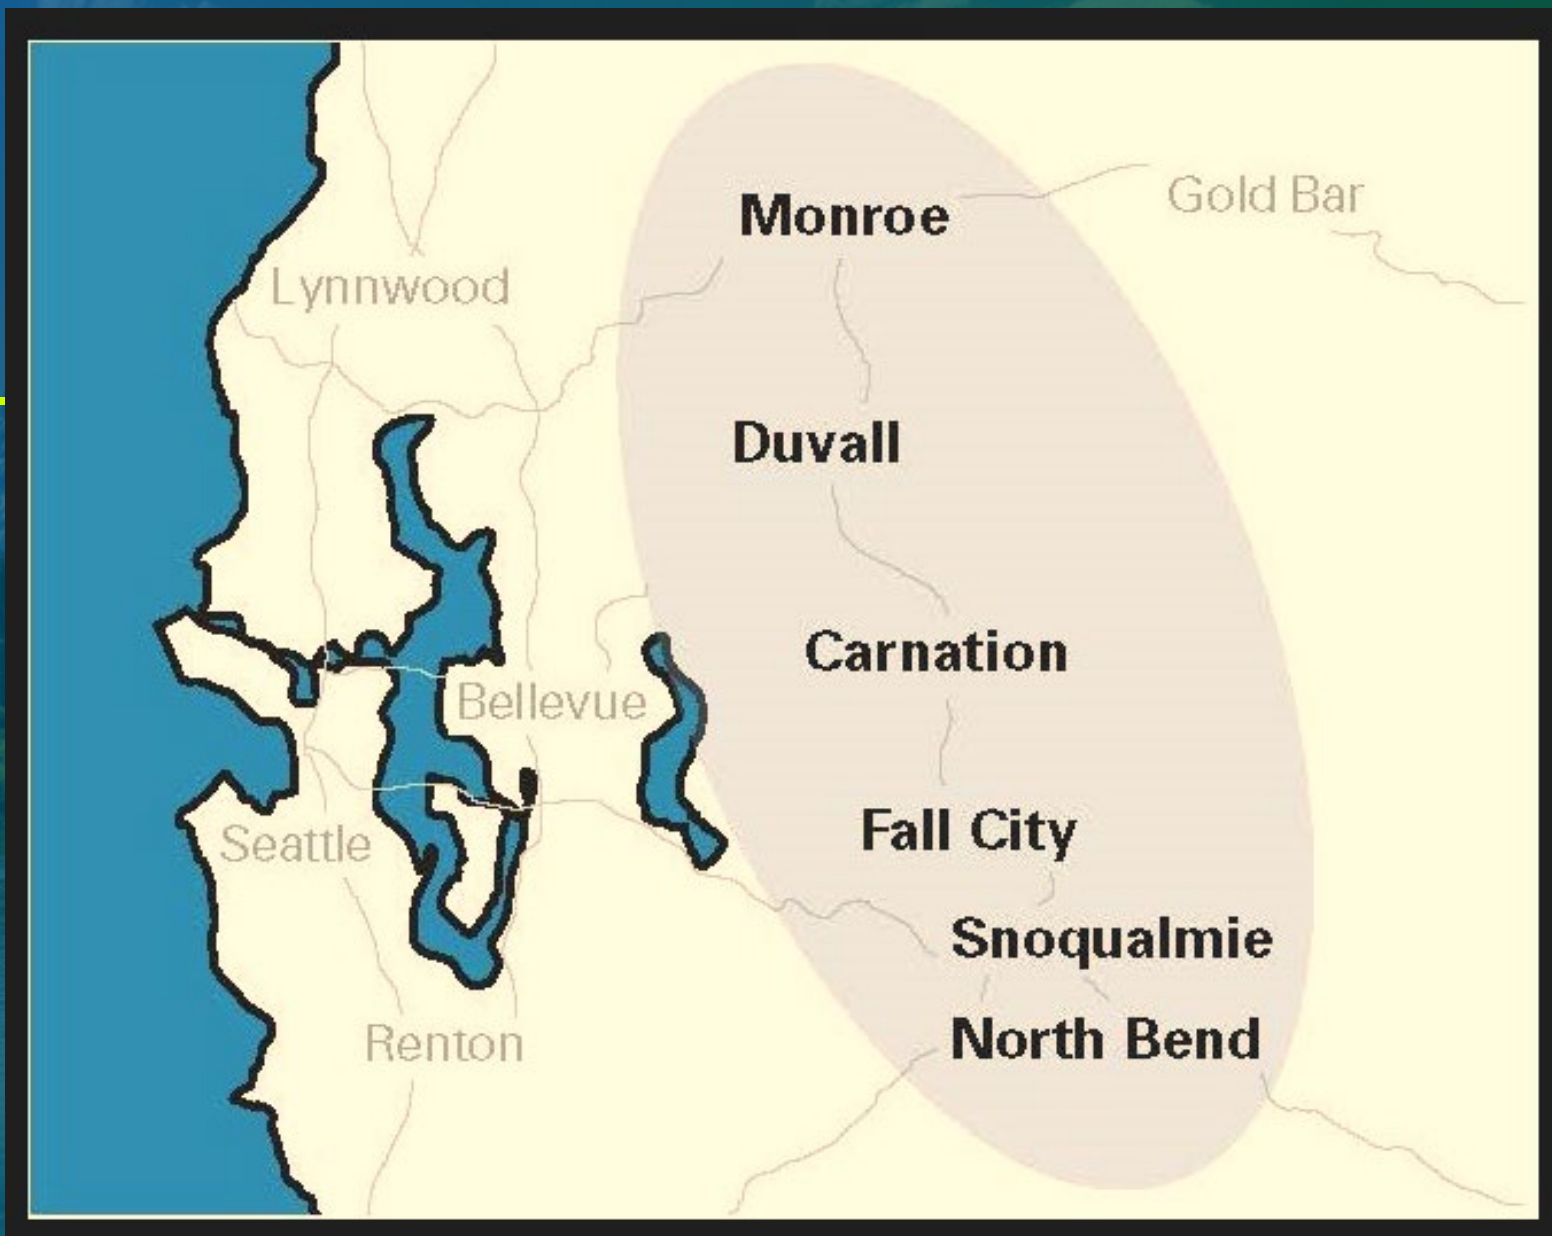 Gold Bar
Monroe
Lynnwood
Duvall
Carnation
Bellevue
Fall City
Seattle
Snoqualmie
North Bend
Renton